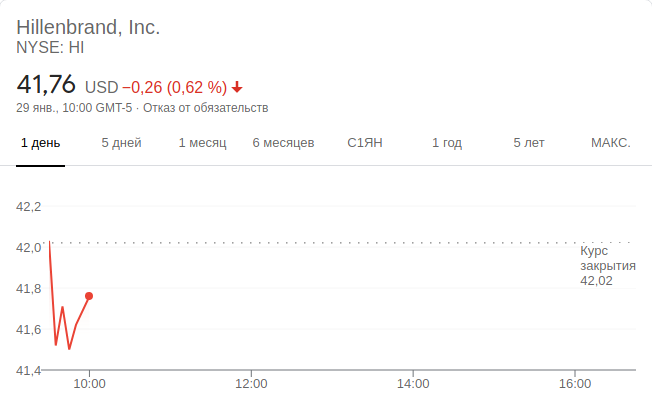 Hillenbrand, Inc.
NYSE: HI
41,76 USD −0,26 (0,62 %)
29 янв., 10:00 GMT-5 · Отказ от обязательств
1 день 5 дней 1 месяц 6 месяцев С1ЯН 1 год 5 лет МАКС.
42,2
42,0
41,8
41,6
41,4
Курс
закрытия
42,02
10:00 12:00 14:00 16:00